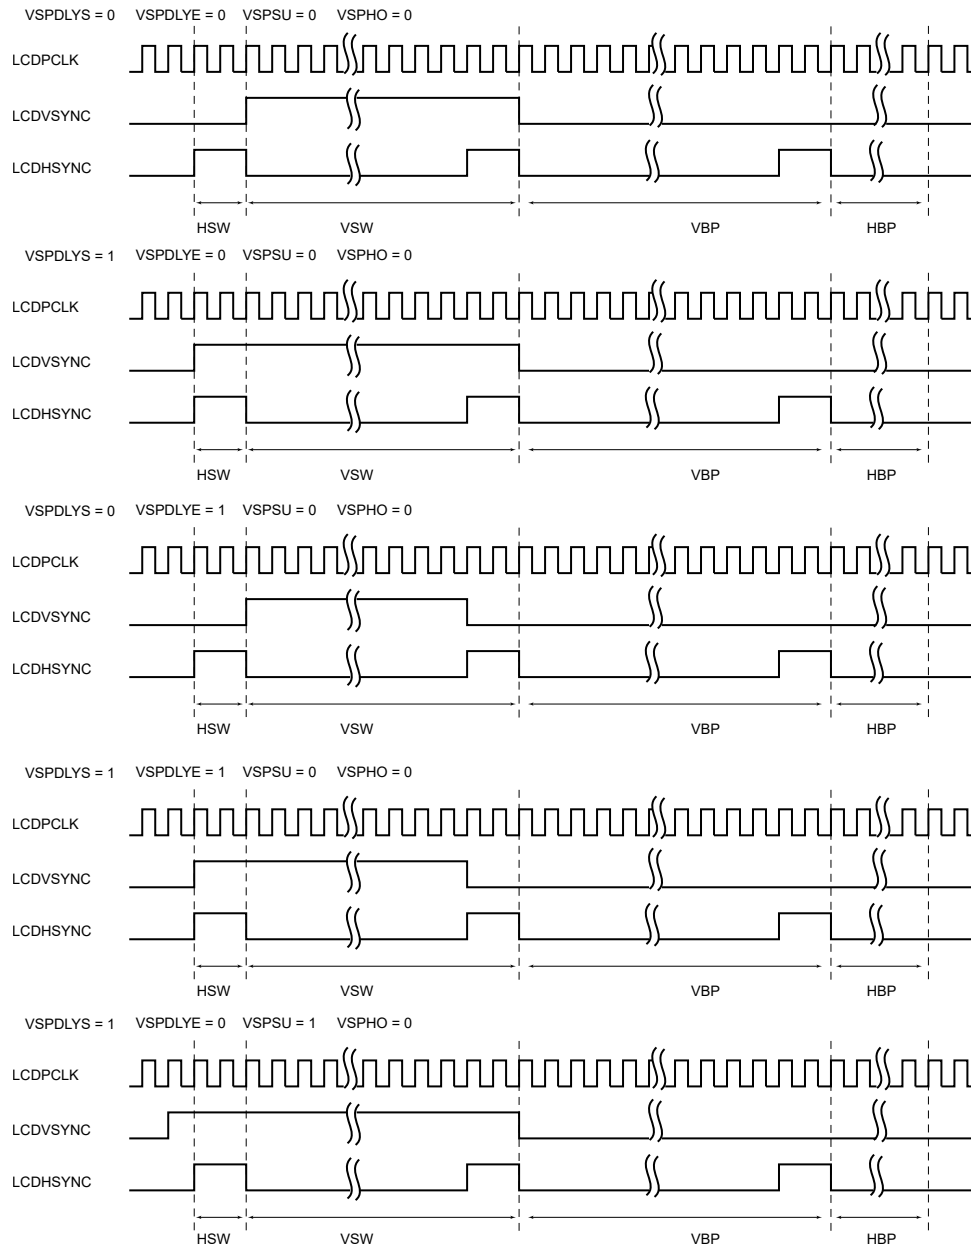 VSPDLYS = 0 VSPDLYE = 0 VSPSU = 0 VSPHO = 0
LCDPCLK
LCDVSYNC
LCDHSYNC
HSW VSW VBP HBP
VSPDLYS = 1 VSPDLYE = 0 VSPSU = 0 VSPHO = 0
LCDPCLK
LCDVSYNC
LCDHSYNC
HSW VSW VBP HBP
VSPDLYS = 0 VSPDLYE = 1 VSPSU = 0 VSPHO = 0
LCDPCLK
LCDVSYNC
LCDHSYNC
HSW VSW VBP HBP
VSPDLYS = 1 VSPDLYE = 1 VSPSU = 0 VSPHO = 0
LCDPCLK
LCDVSYNC
LCDHSYNC
HSW VSW VBP HBP
VSPDLYS = 1 VSPDLYE = 0 VSPSU = 1 VSPHO = 0
LCDPCLK
LCDVSYNC
LCDHSYNC
HSW VSW VBP HBP